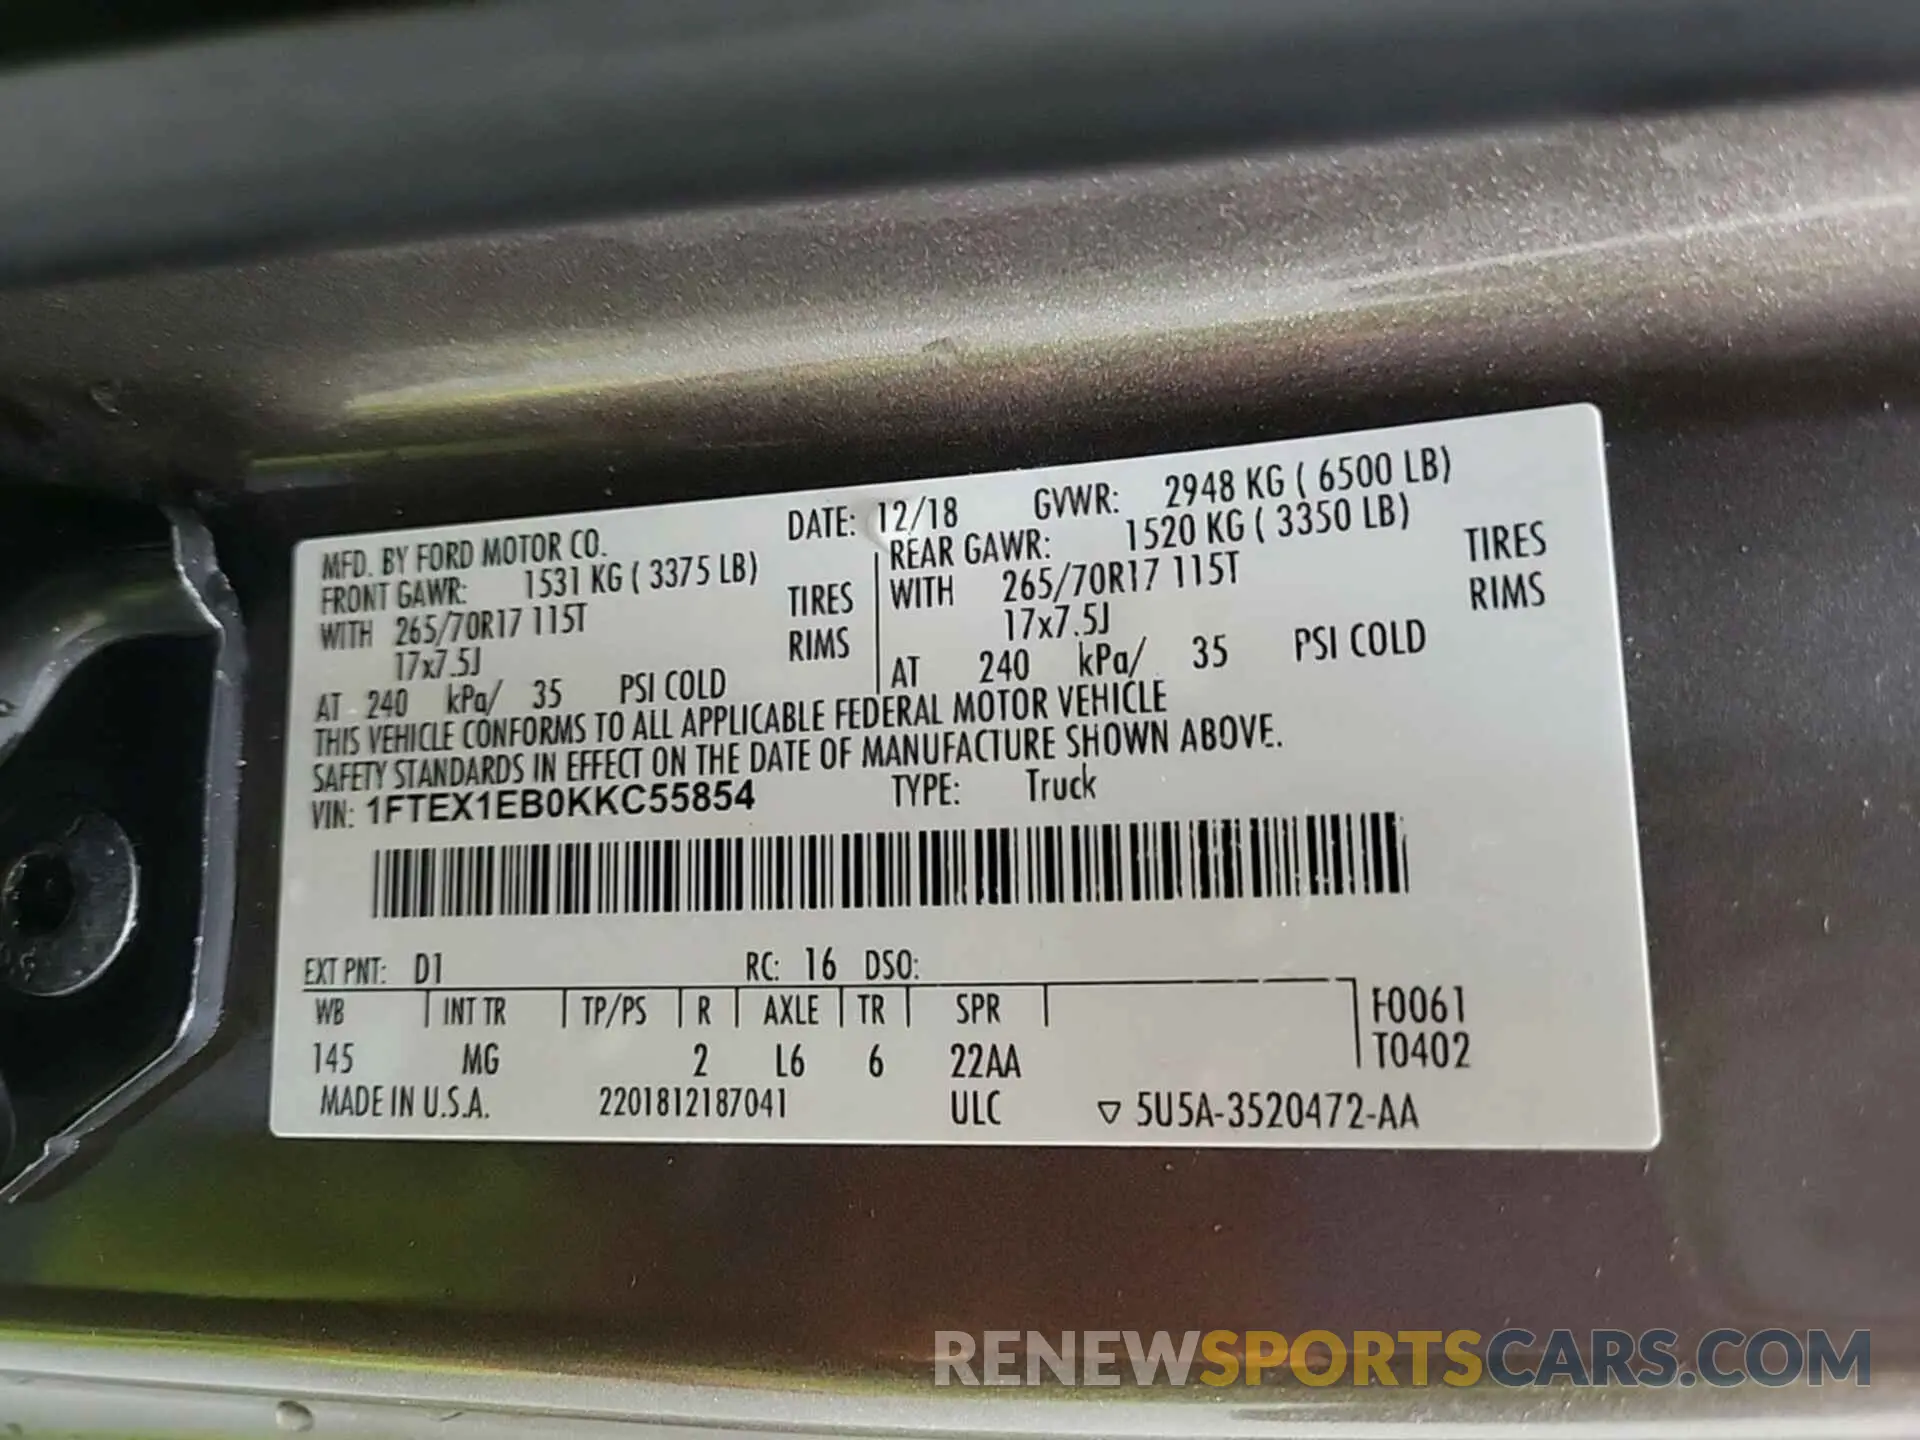 MFD. BY FORD MOTOR CO. DATE: 12/18 GVWR: 2948 KG ( 6500 LB)
FRONT GAWR: 1531 KG ( 3375 LB) REAR GAWR: 1520 KG ( 3350 LB)
WITH 265/70R17 115T TIRES WITH 265/70R17 115T TIRES
17x7.5J RIMS 17x7.5J RIMS
AT 240 kPa/ 35 PSI COLD AT 240 kPa/ 35 PSI COLD
THIS VEHICLE CONFORMS TO ALL APPLICABLE FEDERAL MOTOR VEHICLE
SAFETY STANDARDS IN EFFECT ON THE DATE OF MANUFACTURE SHOWN ABOVE.
VIN: 1FTEX1EB0KKC55854 TYPE: Truck
EXT PNT: D1 RC: 16 DSO:
WB INT TR TP/PS R AXLE TR SPR F0061
145 MG 2 L6 6 22AA T0402
MADE IN U.S.A. 2201812187041 ULC ▽ 5U5A-3520472-AA
RENEWSPORTSCARS.COM